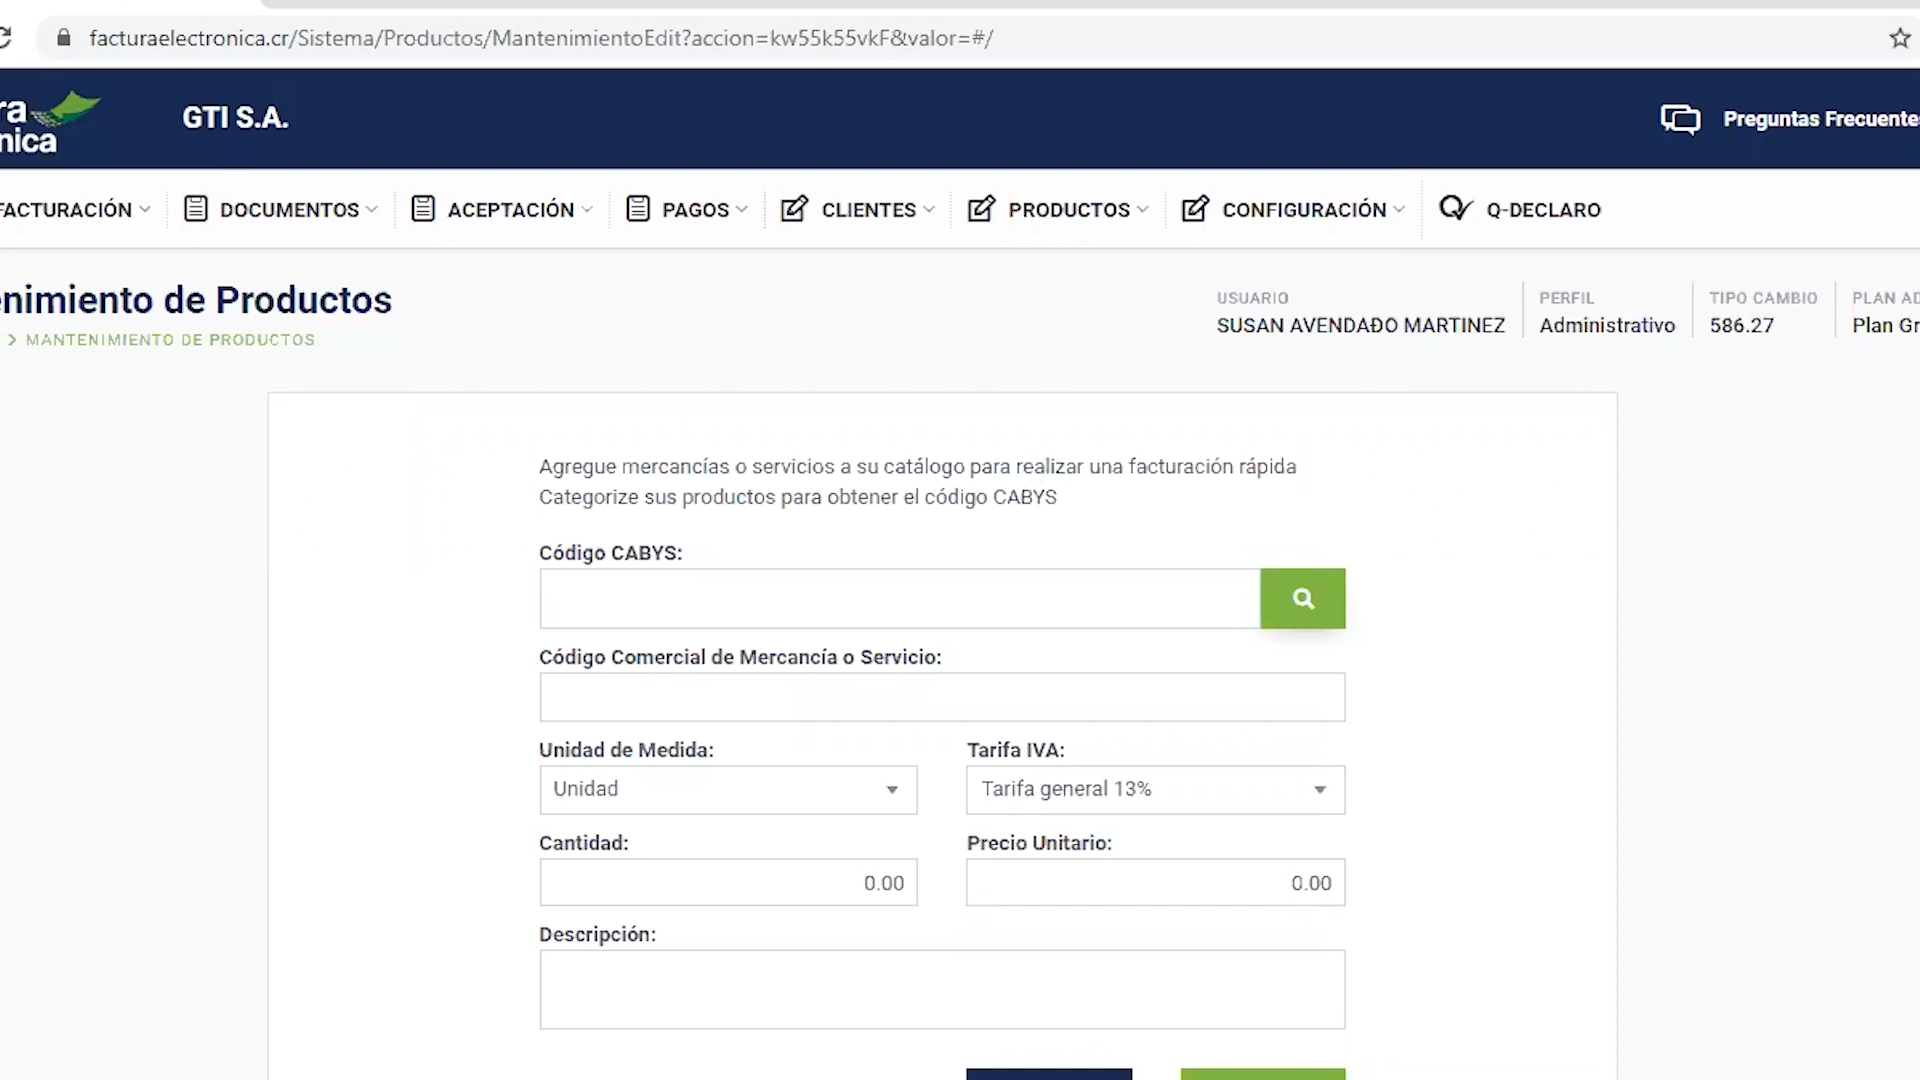 facturaelectronica.cr/Sistema/Productos/MantenimientoEdit?accion=kw55k55vkF&valor=#/
ra
nica
GTI S.A.
Preguntas Frecuentes
FACTURACIÓN
DOCUMENTOS
ACEPTACIÓN
PAGOS
CLIENTES
PRODUCTOS
CONFIGURACIÓN
Q-DECLARO
enimiento de Productos
> MANTENIMIENTO DE PRODUCTOS
USUARIO
SUSAN AVENDAÐO MARTINEZ
PERFIL
Administrativo
TIPO CAMBIO
586.27
PLAN AD
Plan Gr
Agregue mercancías o servicios a su catálogo para realizar una facturación rápida
Categorize sus productos para obtener el código CABYS
Código CABYS:
Código Comercial de Mercancía o Servicio:
Unidad de Medida:
Unidad
Tarifa IVA:
Tarifa general 13%
Cantidad:
0.00
Precio Unitario:
0.00
Descripción: